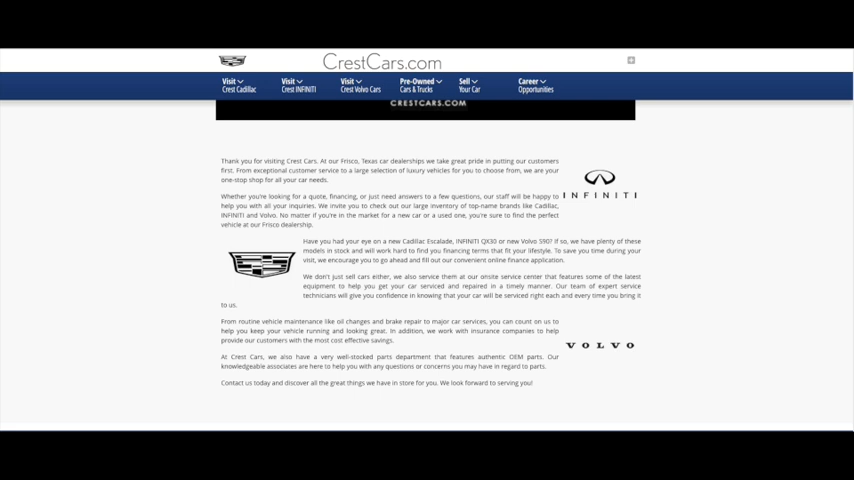 CrestCars.com
Visit
Crest Cadillac
Visit
Crest INFINITI
Visit
Crest Volvo Cars
Pre-Owned
Cars & Trucks
Sell
Your Car
Career
Opportunities
CRESTCARS.COM
Thank you for visiting Crest Cars. At our Frisco, Texas car dealerships we take great pride in putting our customers
first. From exceptional customer service to a large selection of luxury vehicles for you to choose from, we are your
one-stop shop for all your car needs.
INFINITI
Whether you're looking for a quote, financing, or just need answers to a few questions, our staff will be happy to
help you with all your inquiries. We invite you to check out our large inventory of top-name brands like Cadillac,
INFINITI and Volvo. No matter if you're in the market for a new car or a used one, you're sure to find the perfect
vehicle at our Frisco dealership.
Have you had your eye on a new Cadillac Escalade, INFINITI QX30 or new Volvo S90? If so, we have plenty of these
models in stock and will work hard to find you financing terms that fit your lifestyle. To save you time during your
visit, we encourage you to go ahead and fill out our convenient online finance application.
We don't just sell cars either, we also service them at our onsite service center that features some of the latest
equipment to help you get your car serviced and repaired in a timely manner. Our team of expert service
technicians will give you confidence in knowing that your car will be serviced right each and every time you bring it
to us.
From routine vehicle maintenance like oil changes and brake repair to major car services, you can count on us to
help you keep your vehicle running and looking great. In addition, we work with insurance companies to help
provide our customers with the most cost effective savings.
VOLVO
At Crest Cars, we also have a very well-stocked parts department that features authentic OEM parts. Our
knowledgeable associates are here to help you with any questions or concerns you may have in regard to parts.
Contact us today and discover all the great things we have in store for you. We look forward to serving you!